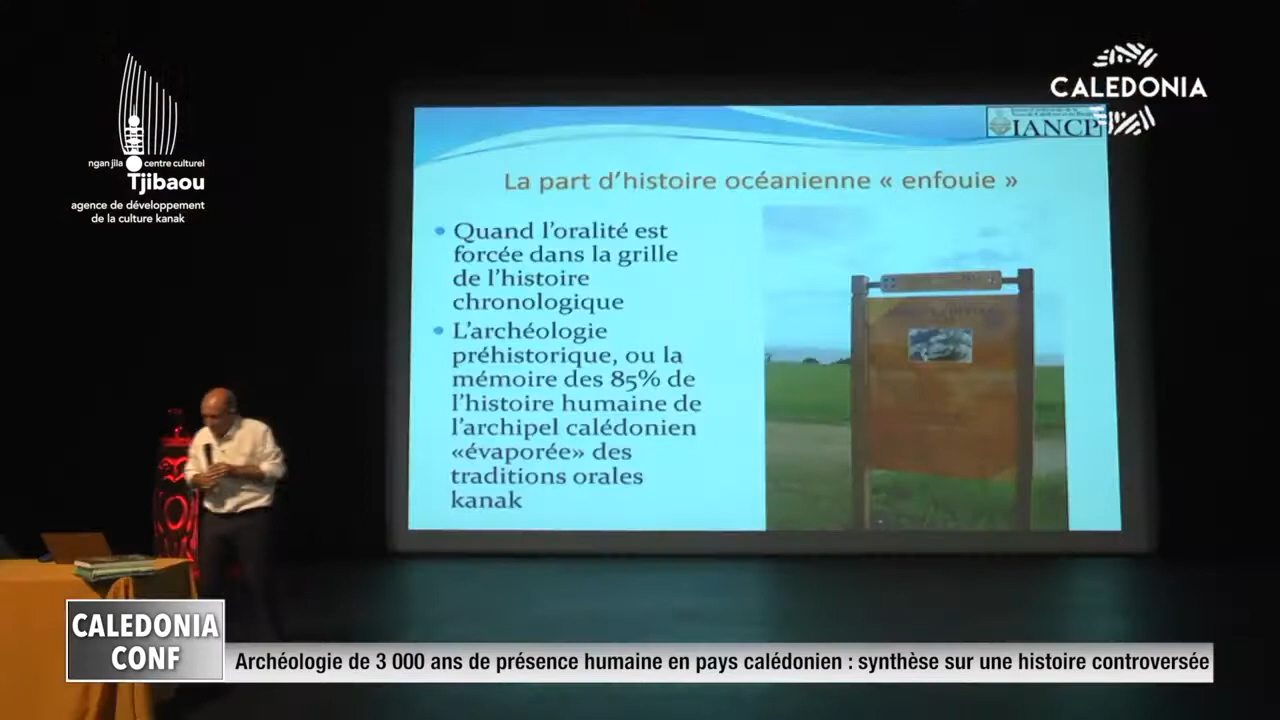 ngan jila centre culturel
Tjibaou
agence de développement
de la culture kanak
CALEDONIA
IANCP
La part d’histoire océanienne « enfouie »
• Quand l’oralité est
forcée dans la grille
de l’histoire
chronologique
• L’archéologie
préhistorique, ou la
mémoire des 85% de
l’histoire humaine de
l’archipel calédonien
«évaporée» des
traditions orales
kanak
CALEDONIA
CONF
Archéologie de 3 000 ans de présence humaine en pays calédonien : synthèse sur une histoire controversée